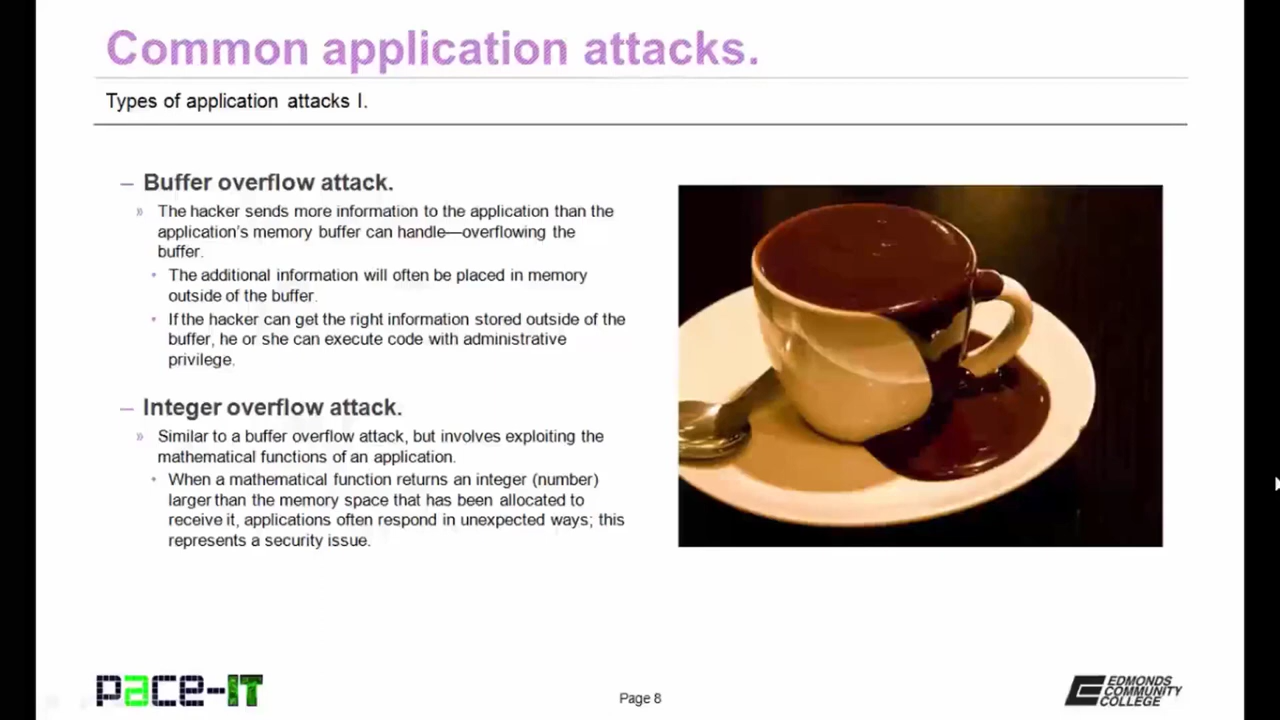 Common application attacks.
Types of application attacks I.
– Buffer overflow attack.
» The hacker sends more information to the application than the
application's memory buffer can handle—overflowing the
buffer.
• The additional information will often be placed in memory
outside of the buffer.
• If the hacker can get the right information stored outside of the
buffer, he or she can execute code with administrative
privilege.
– Integer overflow attack.
» Similar to a buffer overflow attack, but involves exploiting the
mathematical functions of an application.
• When a mathematical function returns an integer (number)
larger than the memory space that has been allocated to
receive it, applications often respond in unexpected ways; this
represents a security issue.
pace-IT
Page 8
EDMONDS
COMMUNITY
COLLEGE